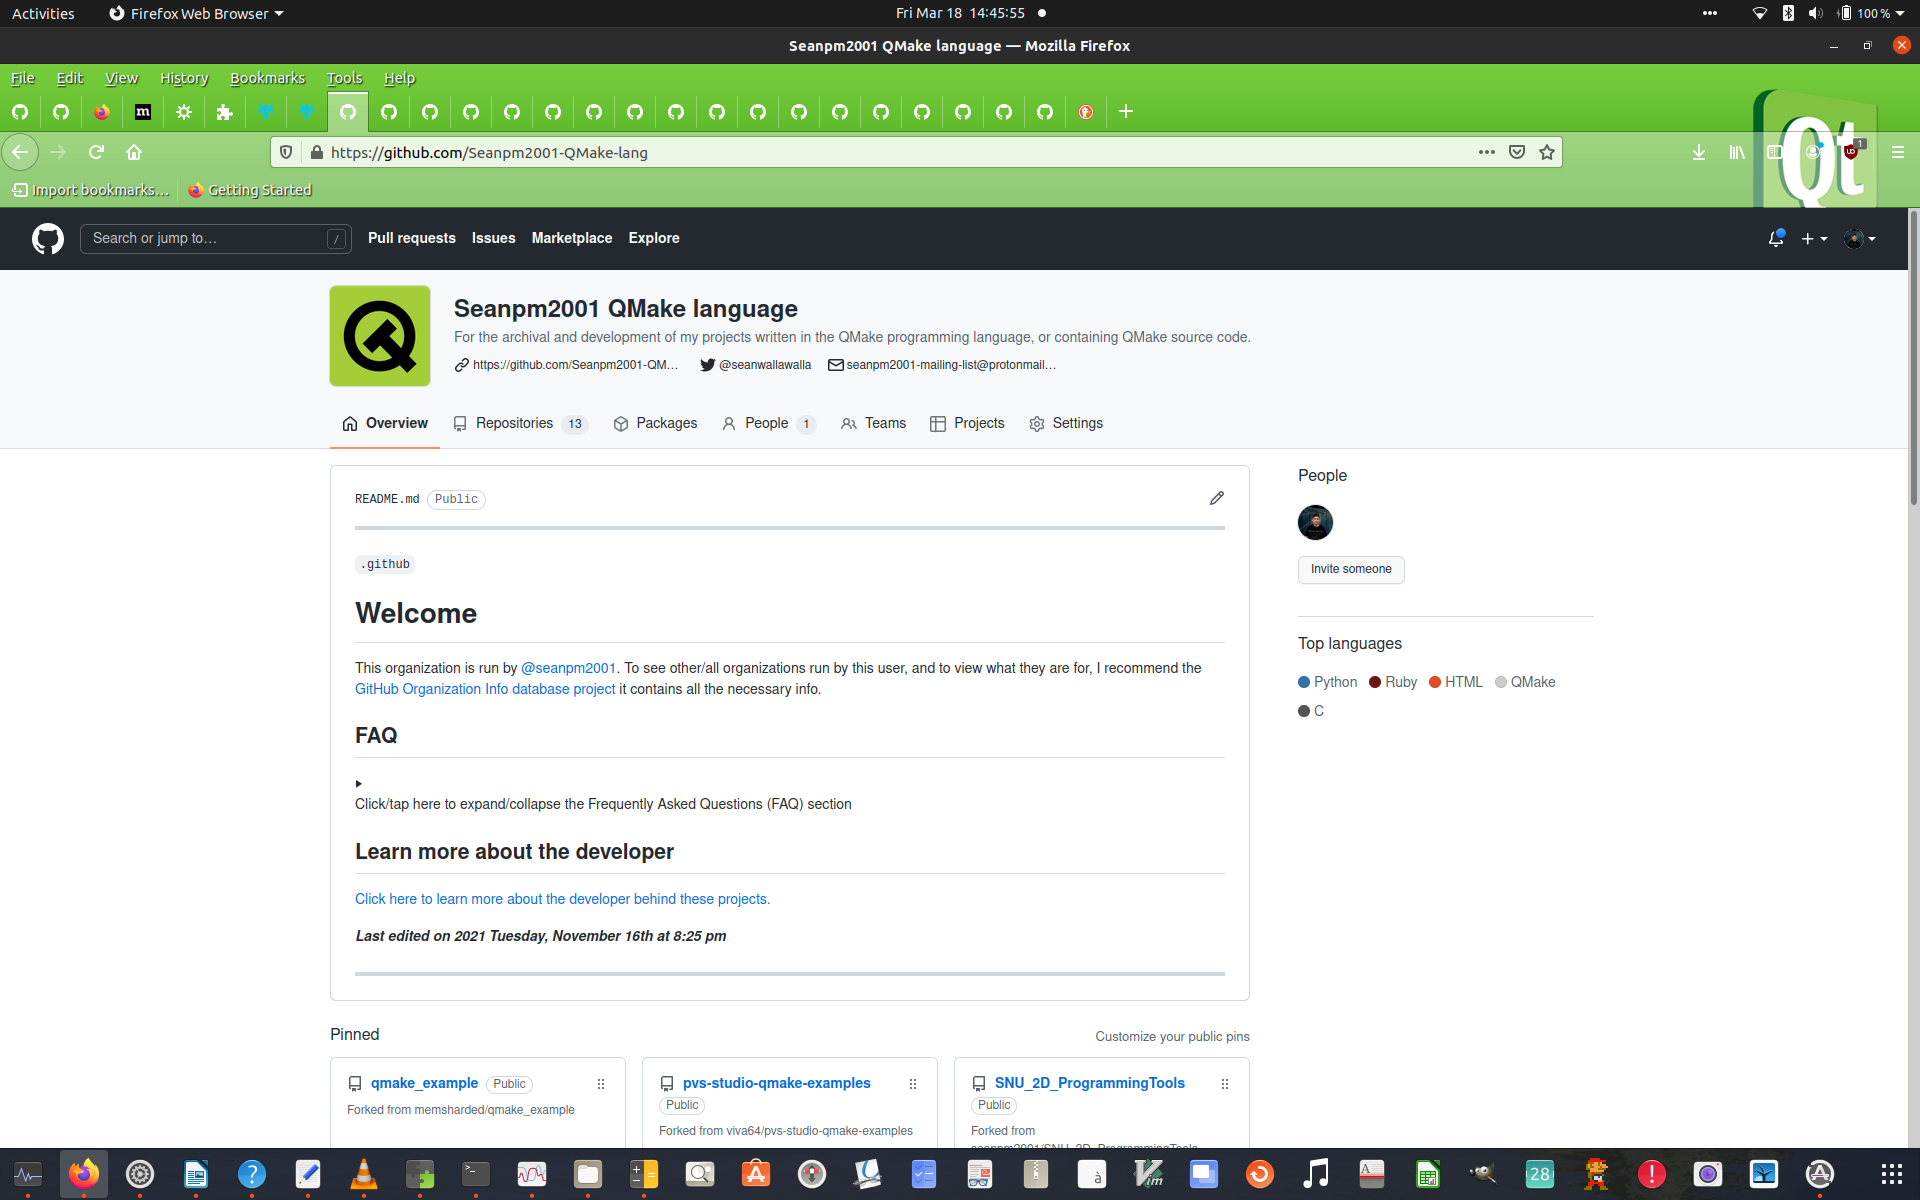 Activities Firefox Web Browser Fri Mar 18 14:45:55 100 %
Seanpm2001 QMake language — Mozilla Firefox
File Edit View History Bookmarks Tools Help
m
https://github.com/Seanpm2001-QMake-lang 1
Qt
Import bookmarks... Getting Started
Search or jump to... / Pull requests Issues Marketplace Explore
Seanpm2001 QMake language
For the archival and development of my projects written in the QMake programming language, or containing QMake source code.
https://github.com/Seanpm2001-QM... @seanwallawalla seanpm2001-mailing-list@protonmail...
Overview Repositories 13 Packages People 1 Teams Projects Settings
README.md Public
People
.github
Invite someone
Welcome
This organization is run by @seanpm2001. To see other/all organizations run by this user, and to view what they are for, I recommend the
GitHub Organization Info database project it contains all the necessary info.
Top languages
Python Ruby HTML QMake
C
FAQ
Click/tap here to expand/collapse the Frequently Asked Questions (FAQ) section
Learn more about the developer
Click here to learn more about the developer behind these projects.
Last edited on 2021 Tuesday, November 16th at 8:25 pm
Pinned Customize your public pins
qmake_example Public
Forked from memsharded/qmake_example
pvs-studio-qmake-examples
Public
Forked from viva64/pvs-studio-qmake-examples
SNU_2D_ProgrammingTools
Public
Forked from
seanpm2001/SNU_2D_ProgrammingTools
28